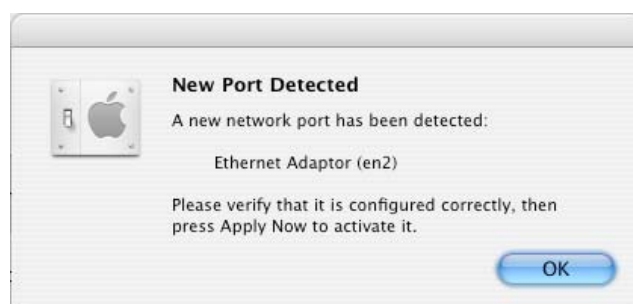 New Port Detected
A new network port has been detected:
Ethernet Adaptor (en2)
Please verify that it is configured correctly, then
press Apply Now to activate it.
OK